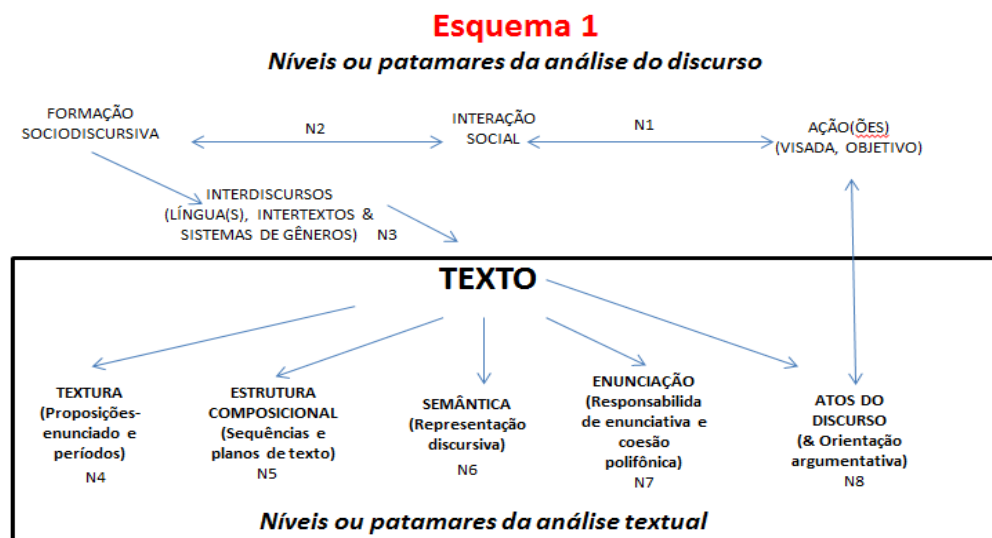 Esquema 1
Níveis ou patamares da análise do discurso
FORMAÇÃO
SOCIODISCURSIVA
N2
INTERAÇÃO
SOCIAL
N1
AÇÃO(ÕES)
(VISADA, OBJETIVO)
INTERDISCURSOS
(LÍNGUA(S), INTERTEXTOS &
SISTEMAS DE GÊNEROS) N3
TEXTO
TEXTURA
(Proposições-
enunciado e
períodos)
N4
ESTRUTURA
COMPOSICIONAL
(Sequências e
planos de texto)
N5
SEMÂNTICA
(Representação
discursiva)
N6
ENUNCIAÇÃO
(Responsabilida
de enunciativa e
coesão
polifônica)
N7
ATOS DO
DISCURSO
(& Orientação
argumentativa)
N8
Níveis ou patamares da análise textual